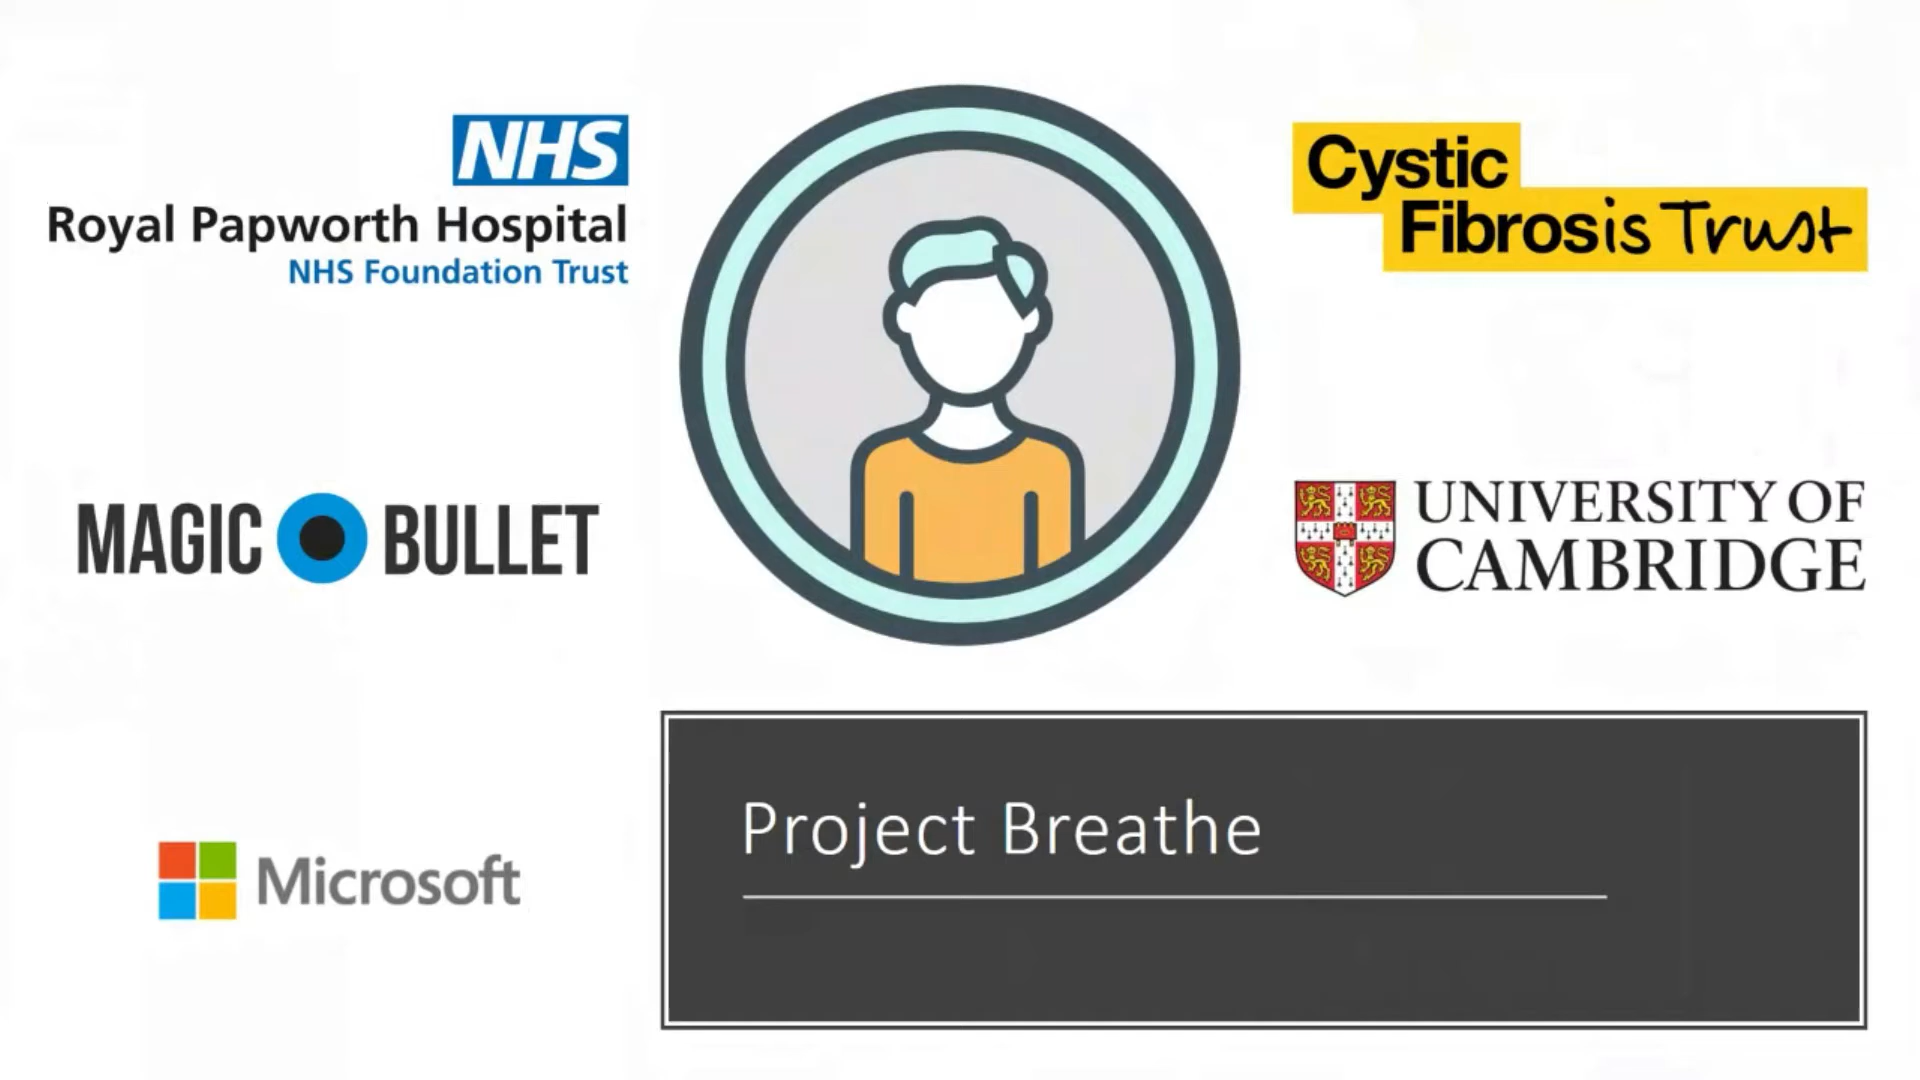 NHS
Royal Papworth Hospital
NHS Foundation Trust
Cystic
Fibrosis Trust
MAGIC BULLET
UNIVERSITY OF
CAMBRIDGE
Microsoft
Project Breathe